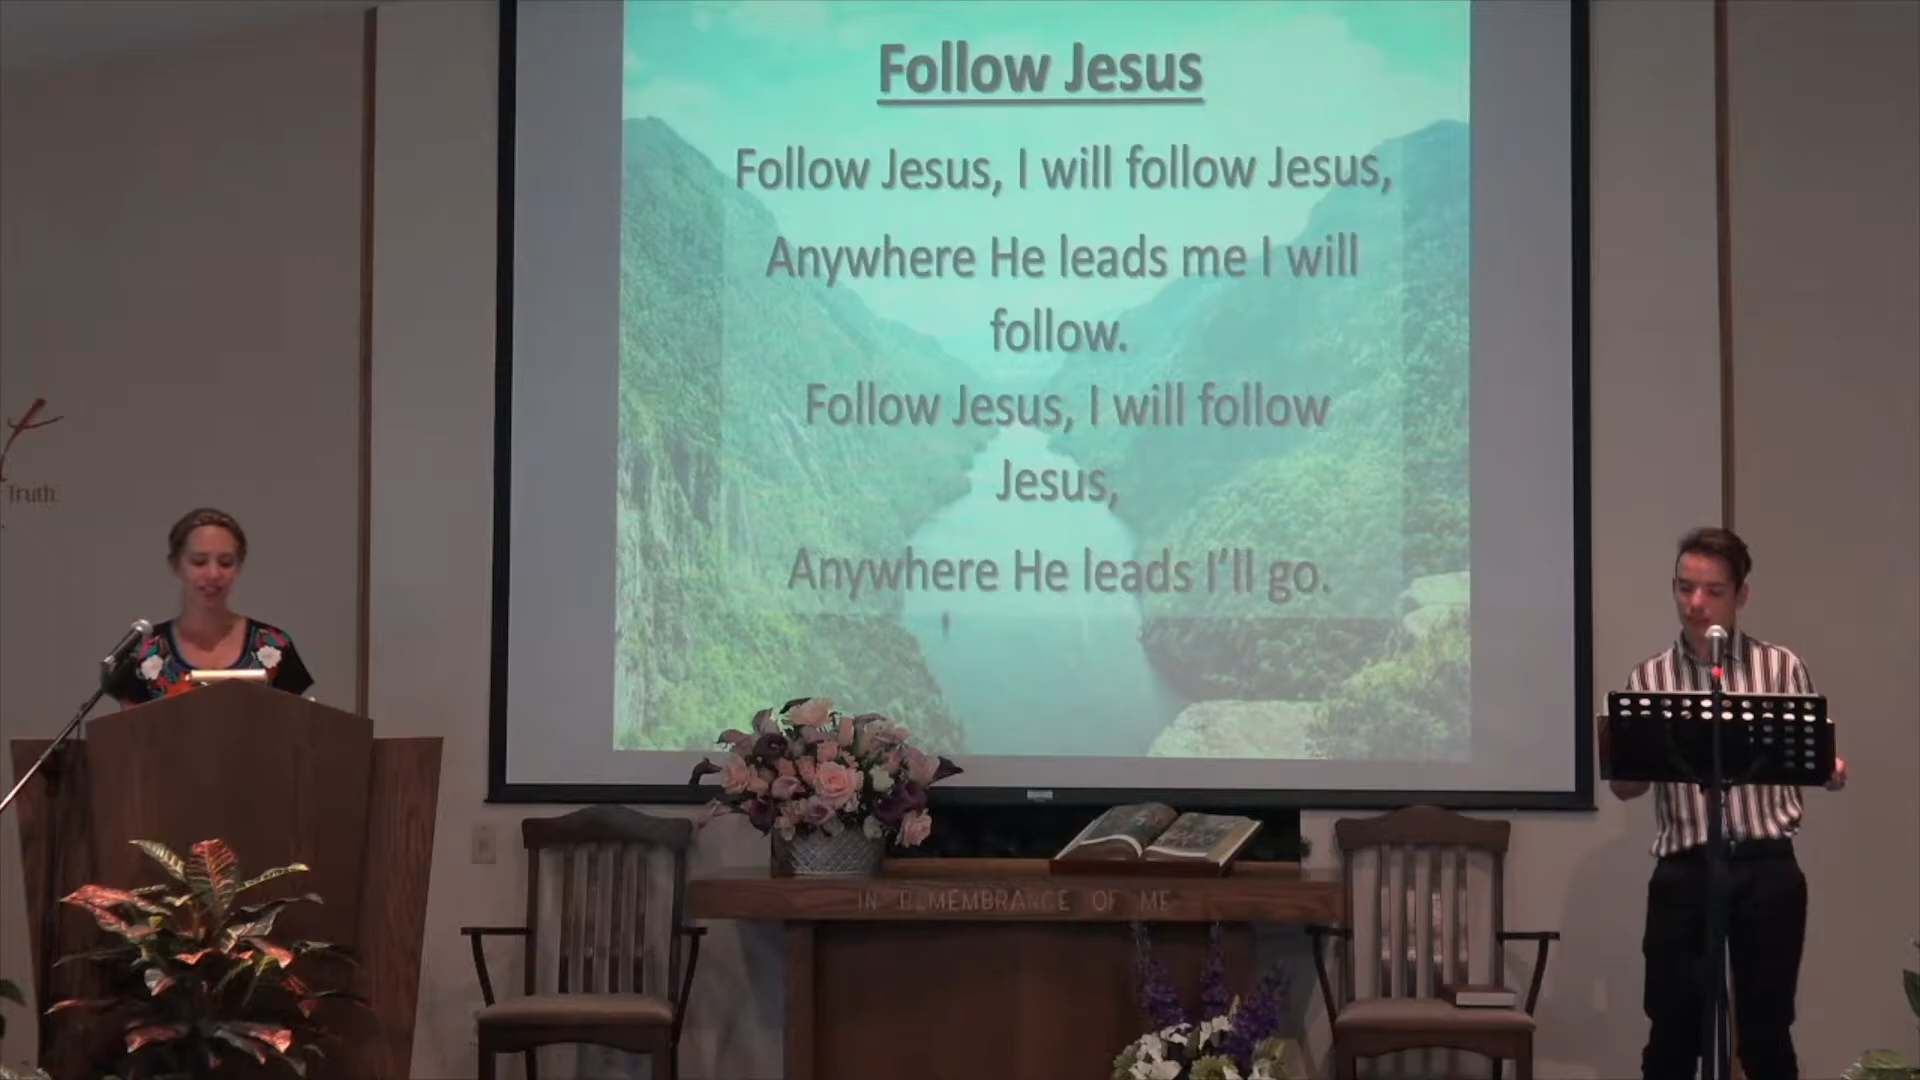 Follow Jesus
Follow Jesus, I will follow Jesus,
Anywhere He leads me I will
follow.
Follow Jesus, I will follow
Jesus,
Anywhere He leads I'll go.
Truth
IN REMEMBRANCE OF ME